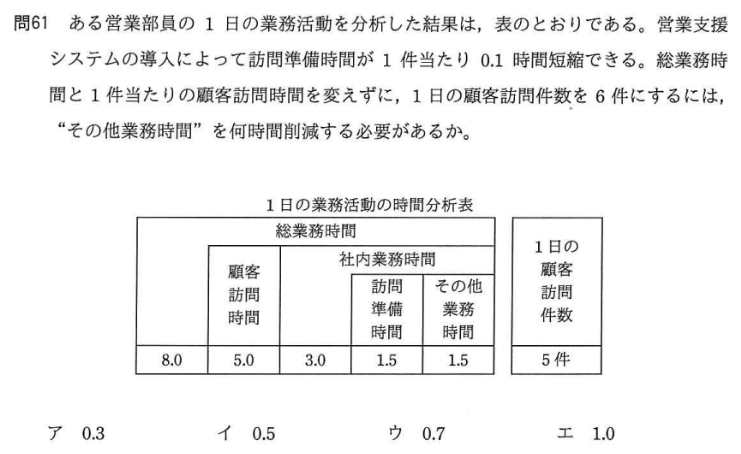 問61 ある営業部員の 1 日の業務活動を分析した結果は，表のとおりである。営業支援
システムの導入によって訪問準備時間が 1 件当たり 0.1 時間短縮できる。総業務時
間と 1 件当たりの顧客訪問時間を変えずに，1 日の顧客訪問件数を 6 件にするには，
“その他業務時間” を何時間削減する必要があるか。
1 日の業務活動の時間分析表
総業務時間
社内業務時間
顧客
訪問
時間
訪問
準備
時間
その他
業務
時間
1 日の
顧客
訪問
件数
8.0 5.0 3.0 1.5 1.5 5 件
ア 0.3 イ 0.5 ウ 0.7 エ 1.0